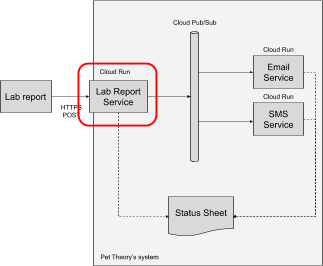 Cloud Pub/Sub
Cloud Run
Email
Service
Cloud Run
Lab report
HTTPS
POST
Lab Report
Service
Cloud Run
SMS
Service
Status Sheet
Pet Theory's system